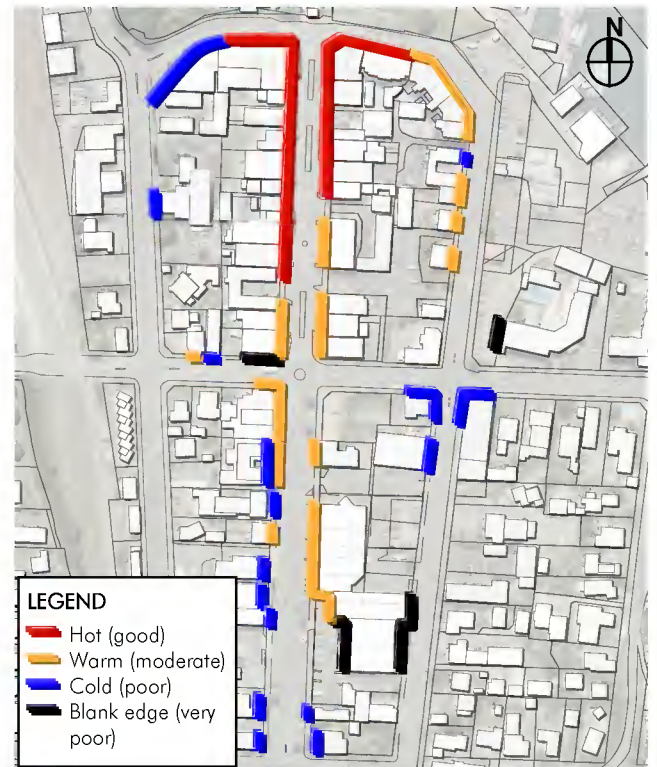 N
LEGEND
Hot (good)
Warm (moderate)
Cold (poor)
Blank edge (very
poor)